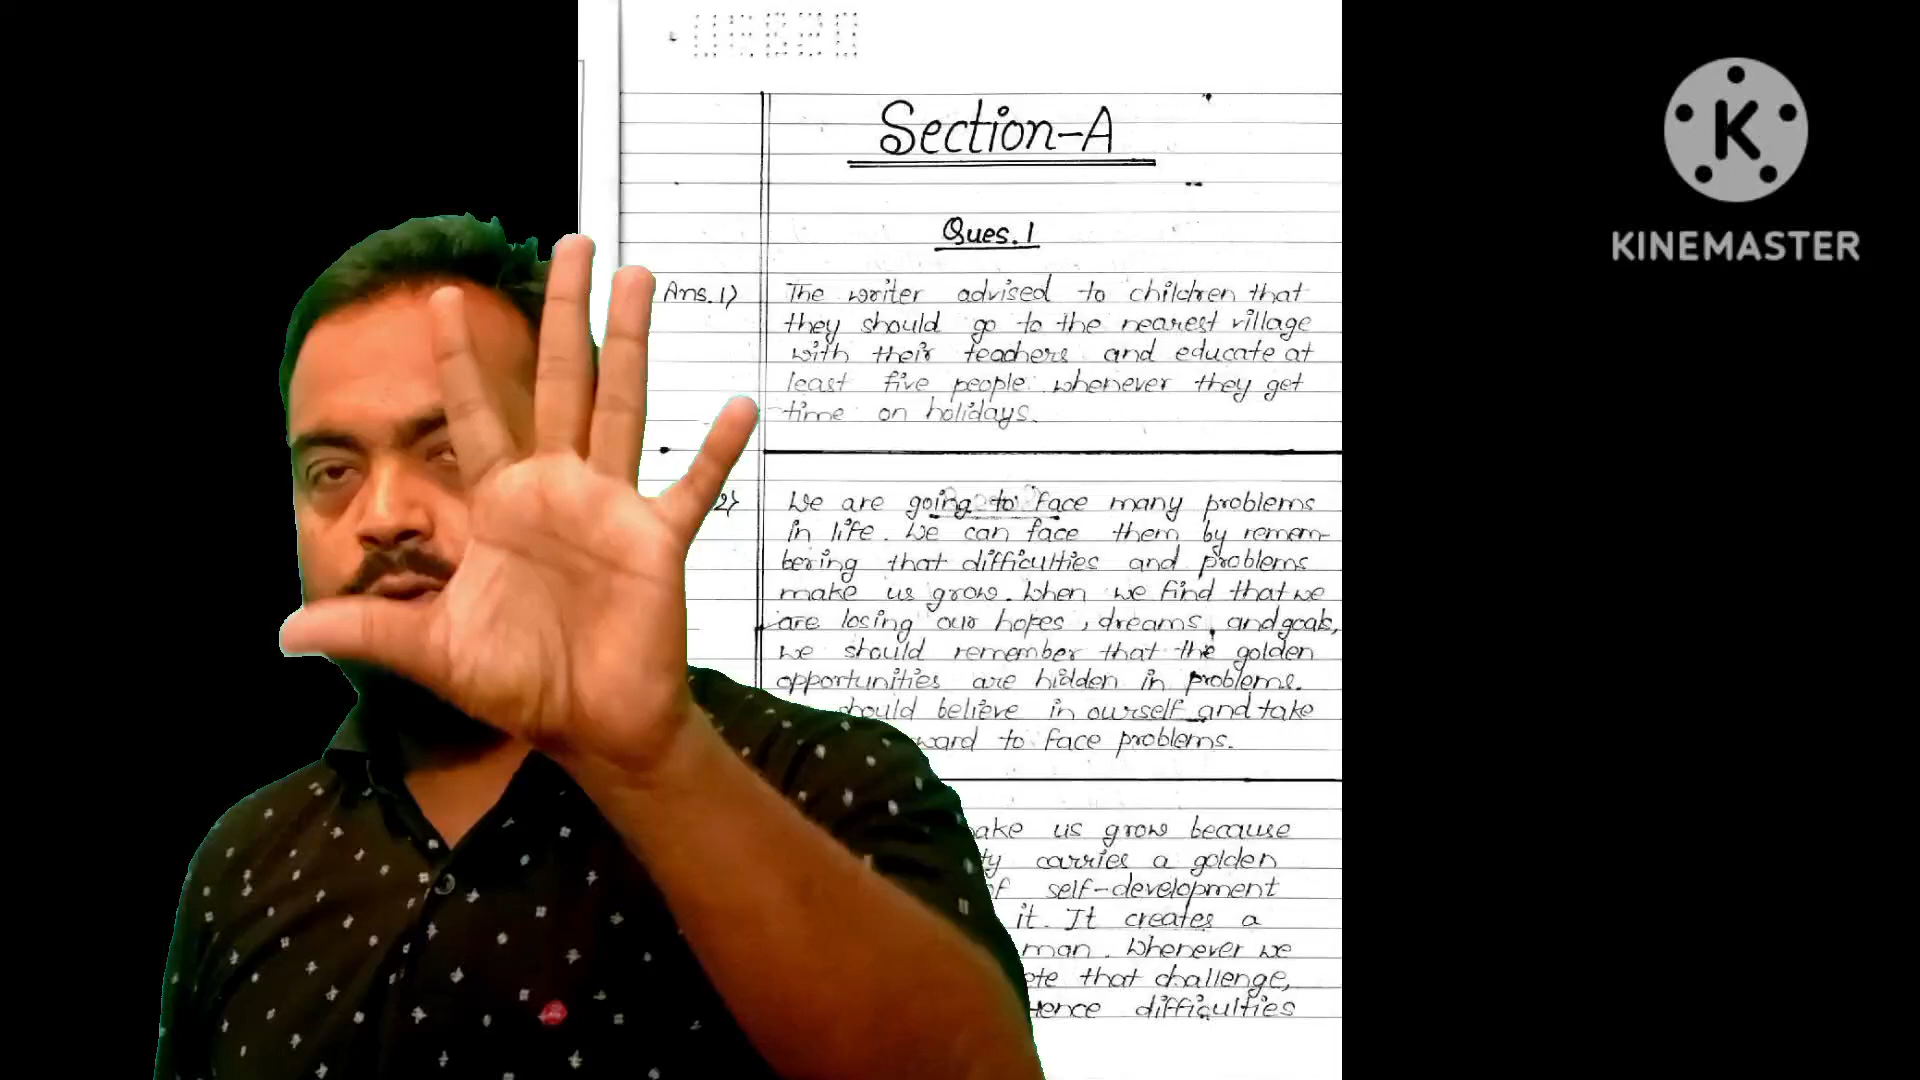 Section-A
Ques. 1
Ans. 1)
The writer advised to children that
they should go to the nearest village
with their teachers and educate at
least five people whenever they get
time on holidays.
2)
We are going to face many problems
in life. We can face them by remem-
bering that difficulties and problems
make us grow. When we find that we
are losing our hopes, dreams, and goals,
we should remember that the golden
opportunities are hidden in problems.
should believe in ourself and take
to face problems.
us grow because
carries a golden
self-development
it. It creates a
man. Whenever we
that challenge,
Hence difficulties
K
KINEMASTER